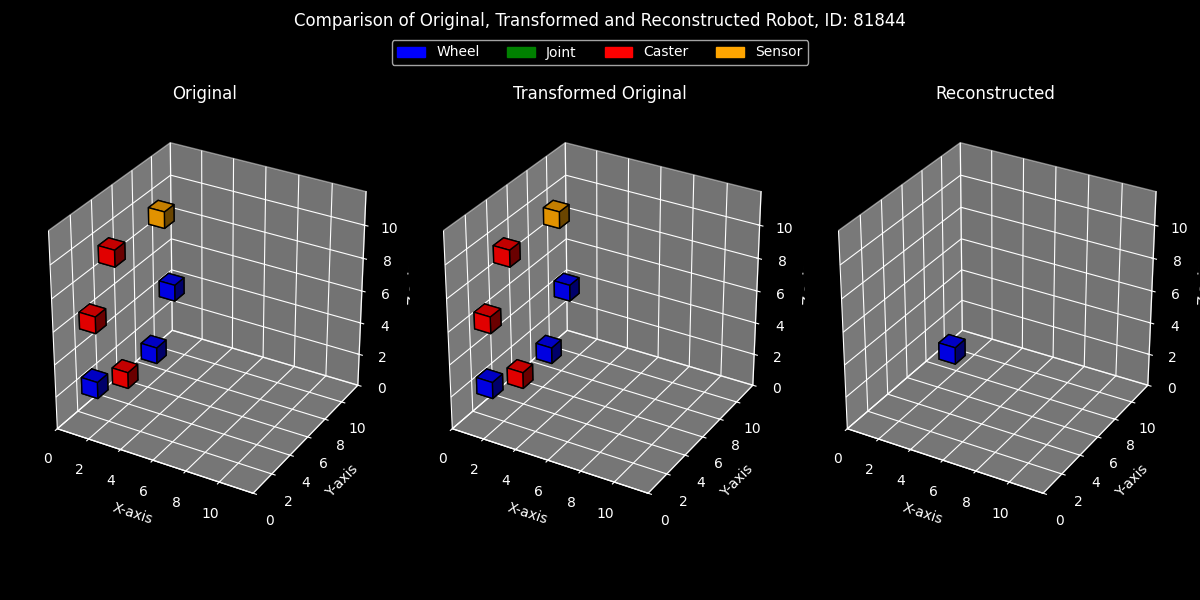 Comparison of Original, Transformed and Reconstructed Robot, ID: 81844
Wheel Joint Caster Sensor
Original Transformed Original Reconstructed
10 10 10
8 8 8
6 6 6
4 4 4
2 2 2
0 0 0
10 10 10
8 8 8
6 6 6
4 4 4
2 2 2
0 0 0
0 2 4 6 8 10 0 2 4 6 8 10 0 2 4 6 8 10
X-axis Y-axis X-axis Y-axis X-axis Y-axis